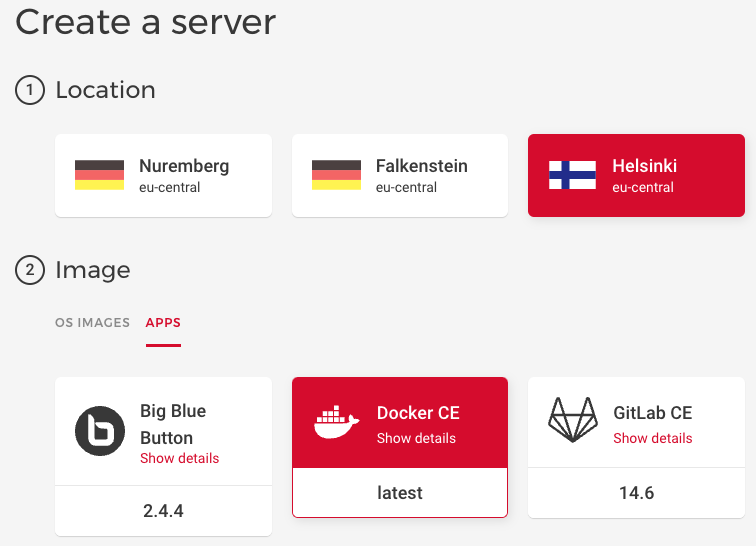 Create a server
1 Location
Nuremberg
eu-central
Falkenstein
eu-central
Helsinki
eu-central
2 Image
OS IMAGES APPS
Big Blue
Button
Show details
2.4.4
Docker CE
Show details
latest
GitLab CE
Show details
14.6